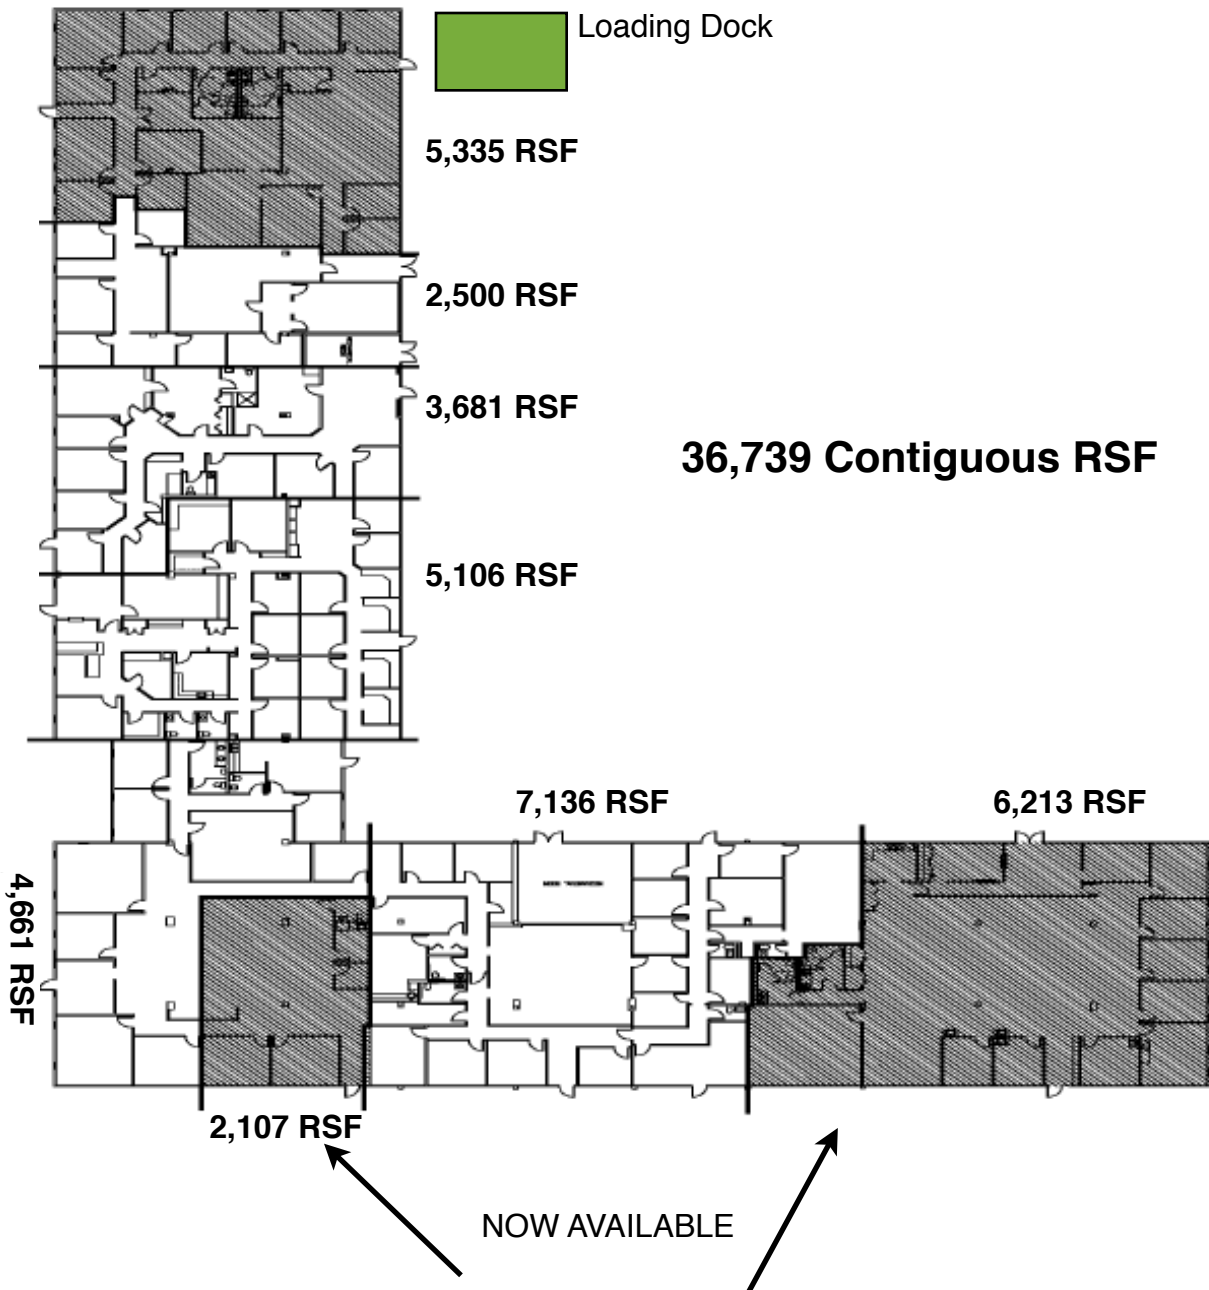 Loading Dock
5,335 RSF
2,500 RSF
3,681 RSF
36,739 Contiguous RSF
5,106 RSF
7,136 RSF
6,213 RSF
4,661 RSF
2,107 RSF
NOW AVAILABLE